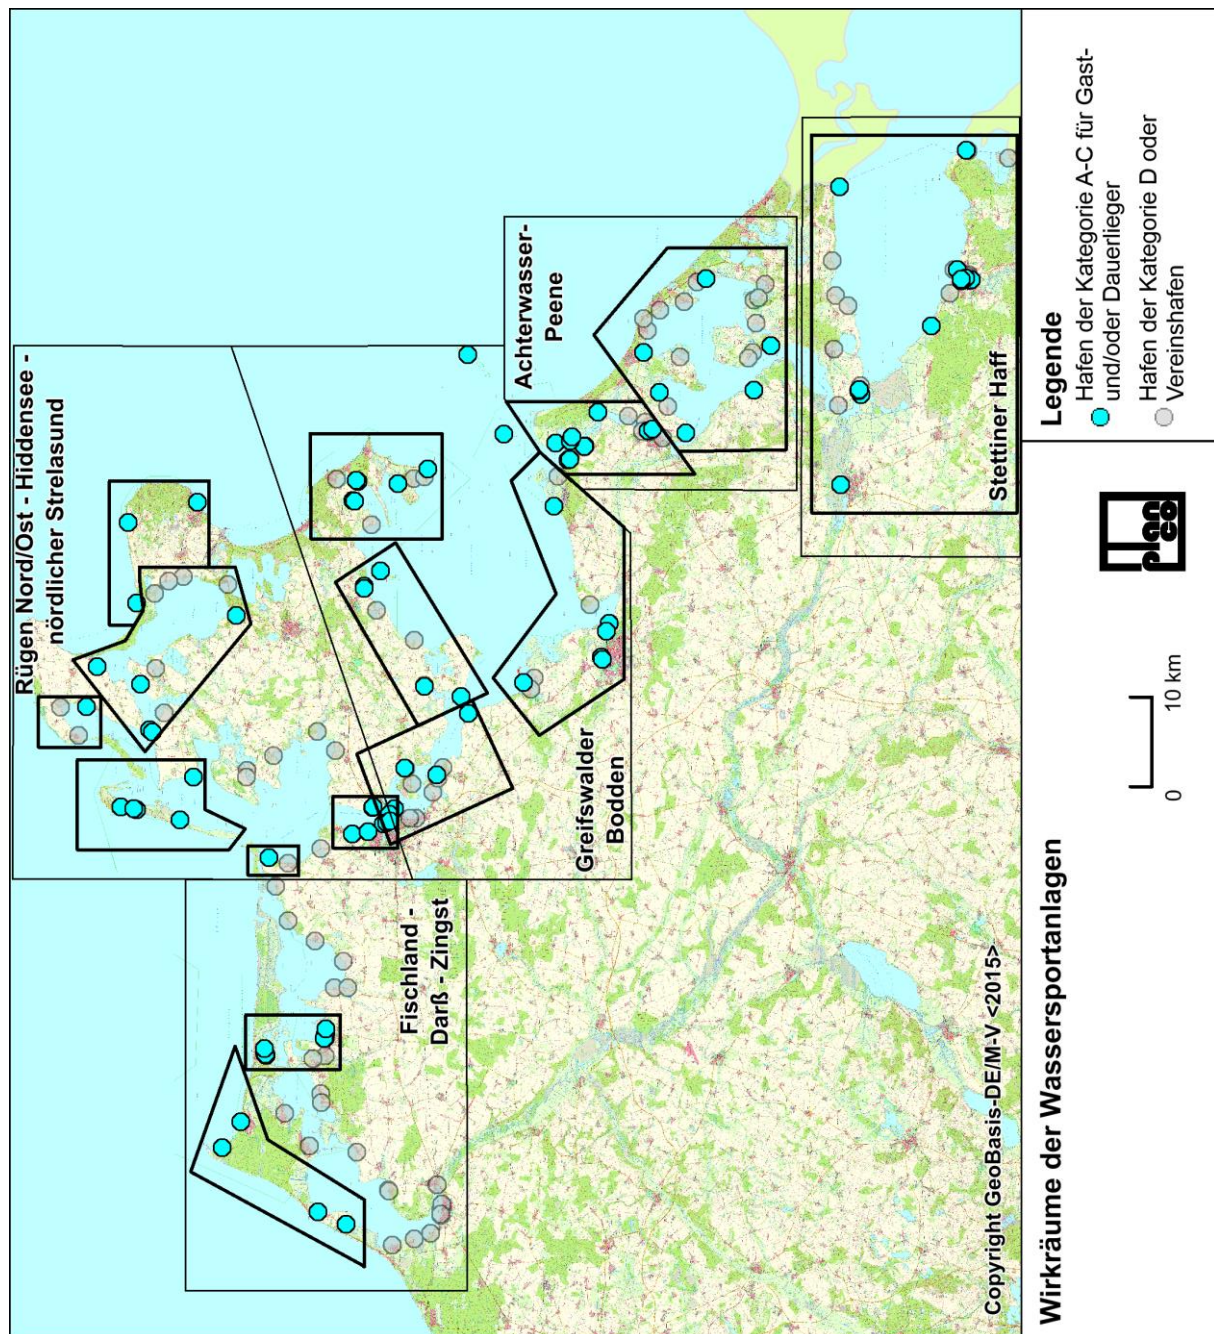 Rügen Nord/Ost - Hiddensee -
nördlicher Strelasund
Achterwasser-
Peene
Fischland -
Darß - Zingst
Greifswalder
Bodden
Stettiner Haff
Copyright GeoBasis-DE/M-V <2015>
Wirkräume der Wassersportanlagen
0 10 km
plan
co
Legende
Hafen der Kategorie A-C für Gast-
und/oder Dauerlieger
Hafen der Kategorie D oder
Vereinshafen